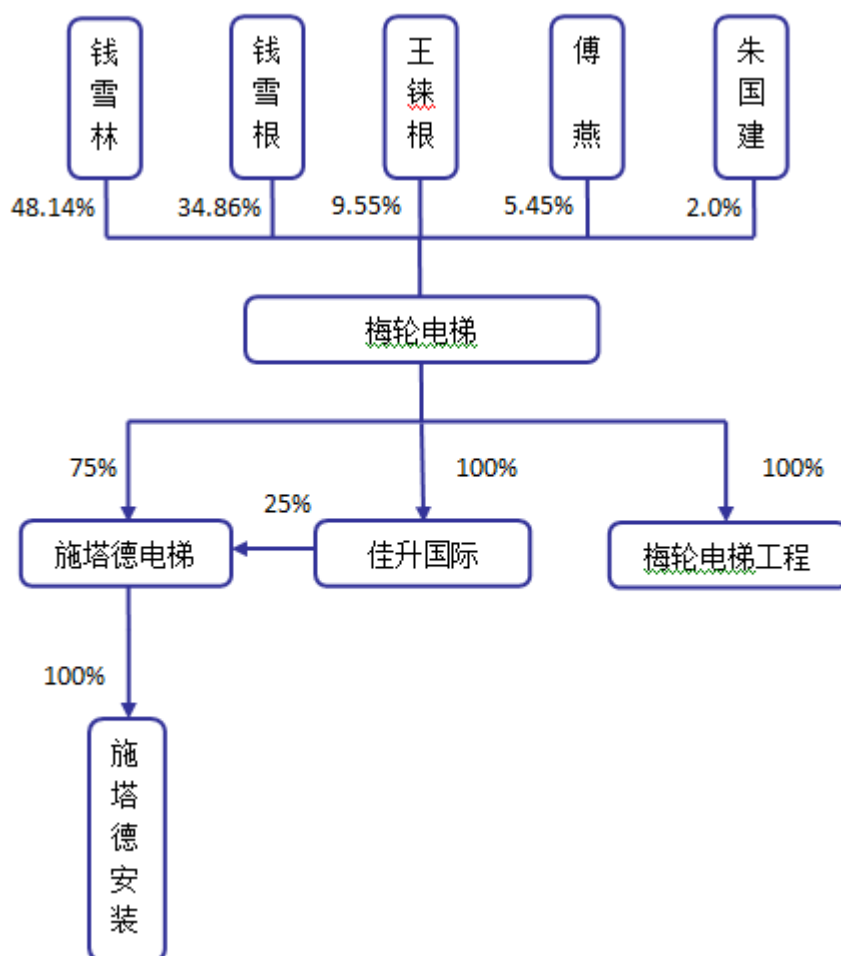 钱雪林
钱雪根
王铼根
傅燕
朱国建
48.14%
34.86%
9.55%
5.45%
2.0%
梅轮电梯
75%
100%
100%
25%
施塔德电梯
佳升国际
梅轮电梯工程
100%
施塔德安装